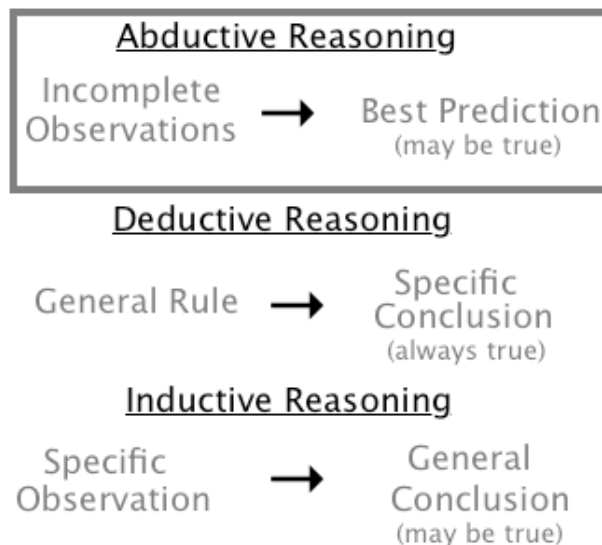 Abductive Reasoning
Incomplete
Observations
Best Prediction
(may be true)
Deductive Reasoning
General Rule
Specific
Conclusion
(always true)
Inductive Reasoning
Specific
Observation
General
Conclusion
(may be true)